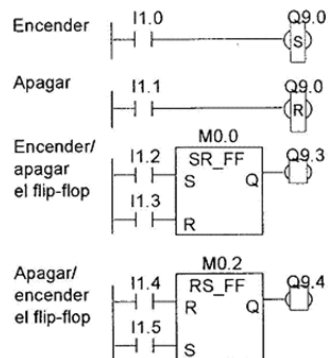 Encender
I1.0
Q9.0
S
Apagar
I1.1
Q9.0
R
Encender/
apagar
el flip-flop
M0.0
I1.2
SR_FF
Q9.3
S
Q
I1.3
R
Apagar/
encender
el flip-flop
M0.2
I1.4
RS_FF
Q9.4
R
Q
I1.5
S